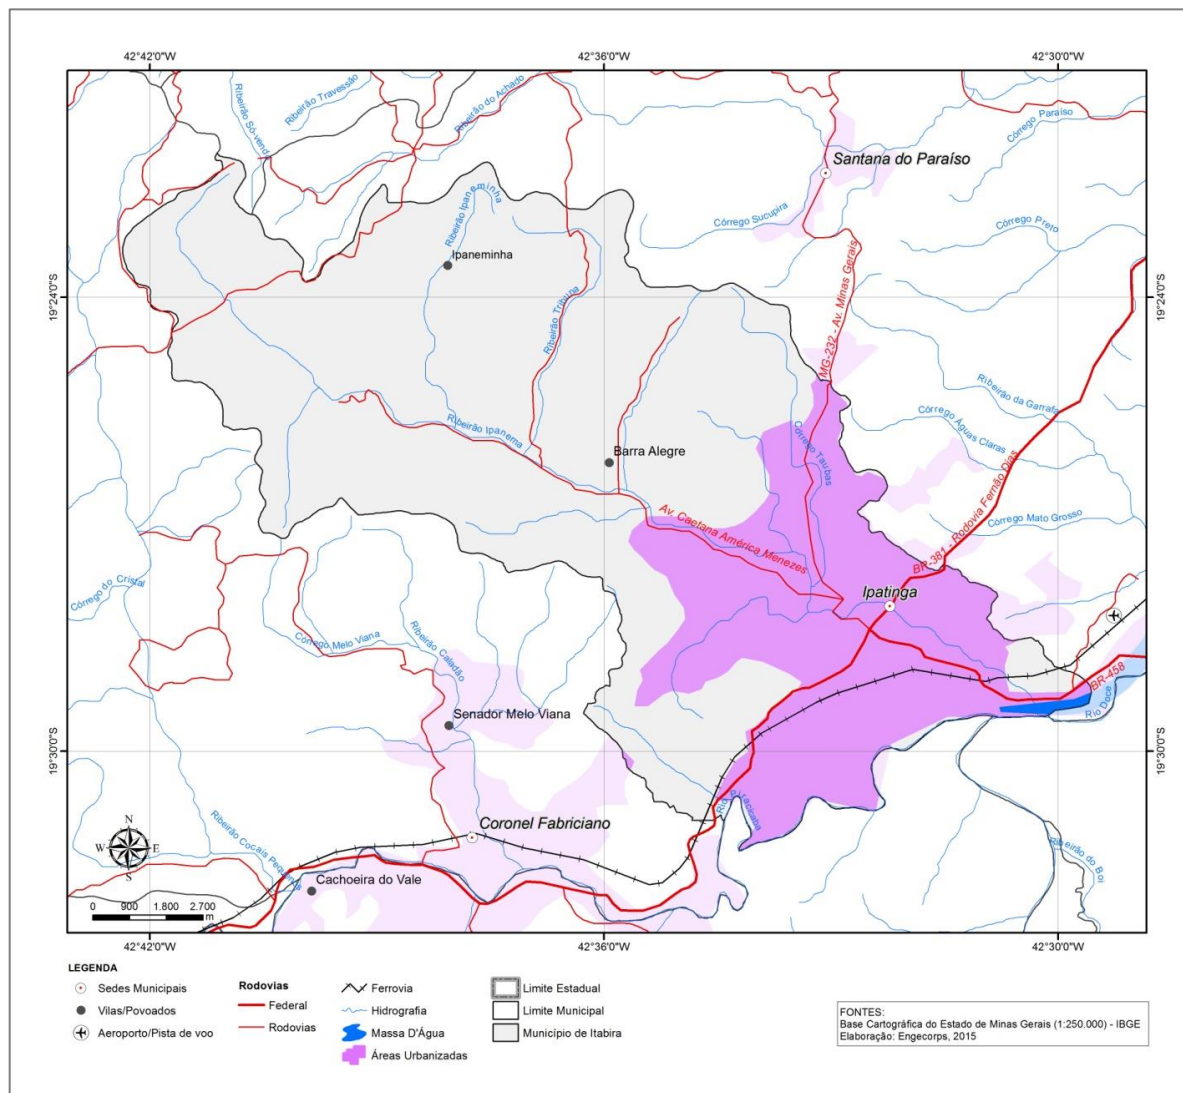 42°42'0"W
42°36'0"W
42°30'0"W
Ribeirão Só-vendo
Ribeirão Travessão
Ribeirão do Achado
Córrego Paraíso
Santana do Paraíso
Ribeirão Ipaneminha
Córrego Sucupira
Córrego Preto
Ipaneminha
19°24'0"S
19°24'0"S
Ribeirão Tribuna
MG-232 - Av. Minas Gerais
Ribeirão da Garrafa
Córrego Águas Claras
Ribeirão Ipanema
Barra Alegre
Córrego Taubas
BR-381 - Rodovia Fernão Dias
Córrego Mato Grosso
Av. Caetana América Menezes
Córrego do Cristal
Ipatinga
Córrego Melo Viana
Ribeirão Caladão
BR-458
Rio Doce
Senador Melo Viana
19°30'0"S
19°30'0"S
Ribeirão Cocais Pequeno
Coronel Fabriciano
Ribeirão do Boi
N
W E
S
Cachoeira do Vale
0 900 1.800 2.700
m
42°42'0"W
42°36'0"W
42°30'0"W
LEGENDA
Sedes Municipais
Vilas/Povoados
Aeroporto/Pista de voo
Rodovias
Federal
Rodovias
Ferrovia
Hidrografia
Massa D'Água
Áreas Urbanizadas
Limite Estadual
Limite Municipal
Município de Itabira
FONTES:
Base Cartográfica do Estado de Minas Gerais (1:250.000) - IBGE
Elaboração: Engecorps, 2015